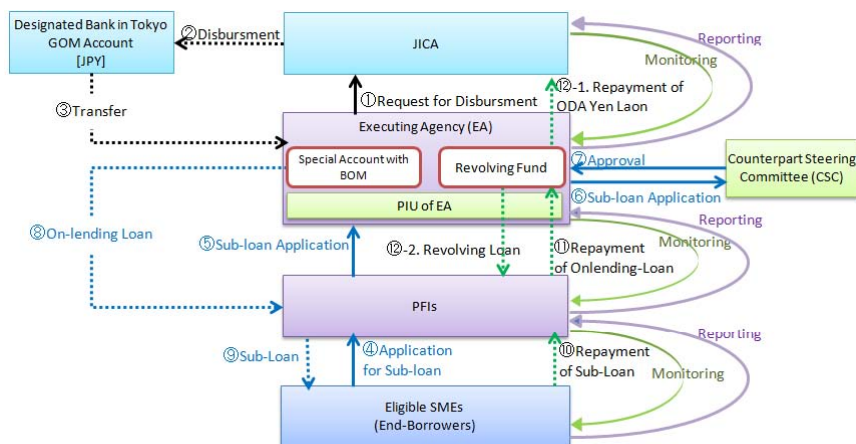 Designated Bank in Tokyo
GOM Account
[JPY]
②Disbursment
JICA
Reporting
Monitoring
③Transfer
①Request for Disbursment
⑫-1. Repayment of
ODA Yen Laon
Executing Agency (EA)
Special Account with
BOM
Revolving Fund
⑦Approval
Counterpart Steering
Committee (CSC)
⑥Sub-loan Application
PIU of EA
⑧On-lending Loan
⑤Sub-loan Application
⑫-2. Revolving Loan
⑪Repayment
of Onlending-Loan
Reporting
Monitoring
PFIs
⑨Sub-Loan
④Application
for Sub-loan
⑩Repayment
of Sub-Loan
Reporting
Monitoring
Eligible SMEs
(End-Borrowers)